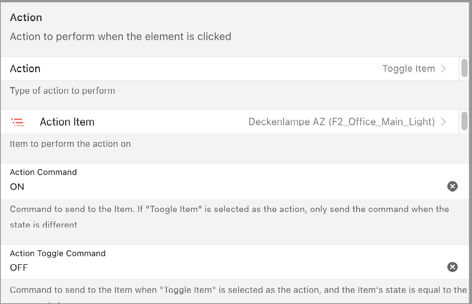 Action
Action to perform when the element is clicked
Action
Toggle Item
Type of action to perform
Action Item
Deckenlampe AZ (F2_Office_Main_Light)
Item to perform the action on
Action Command
ON
Command to send to the Item. If "Toogle Item" is selected as the action, only send the command when the
state is different
Action Toggle Command
OFF
Command to send to the Item when "Toggle Item" is selected as the action, and the Item's state is equal to the